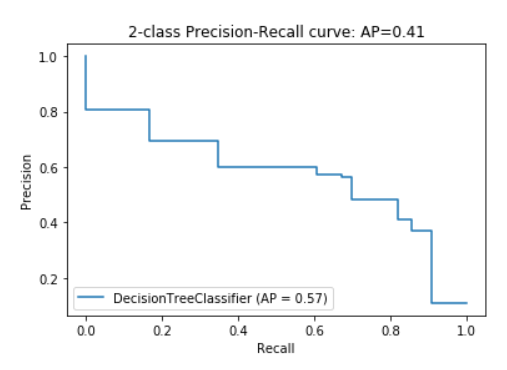 2-class Precision-Recall curve: AP=0.41
1.0
0.8
0.6
0.4
0.2
Precision
DecisionTreeClassifier (AP = 0.57)
0.0 0.2 0.4 0.6 0.8 1.0
Recall